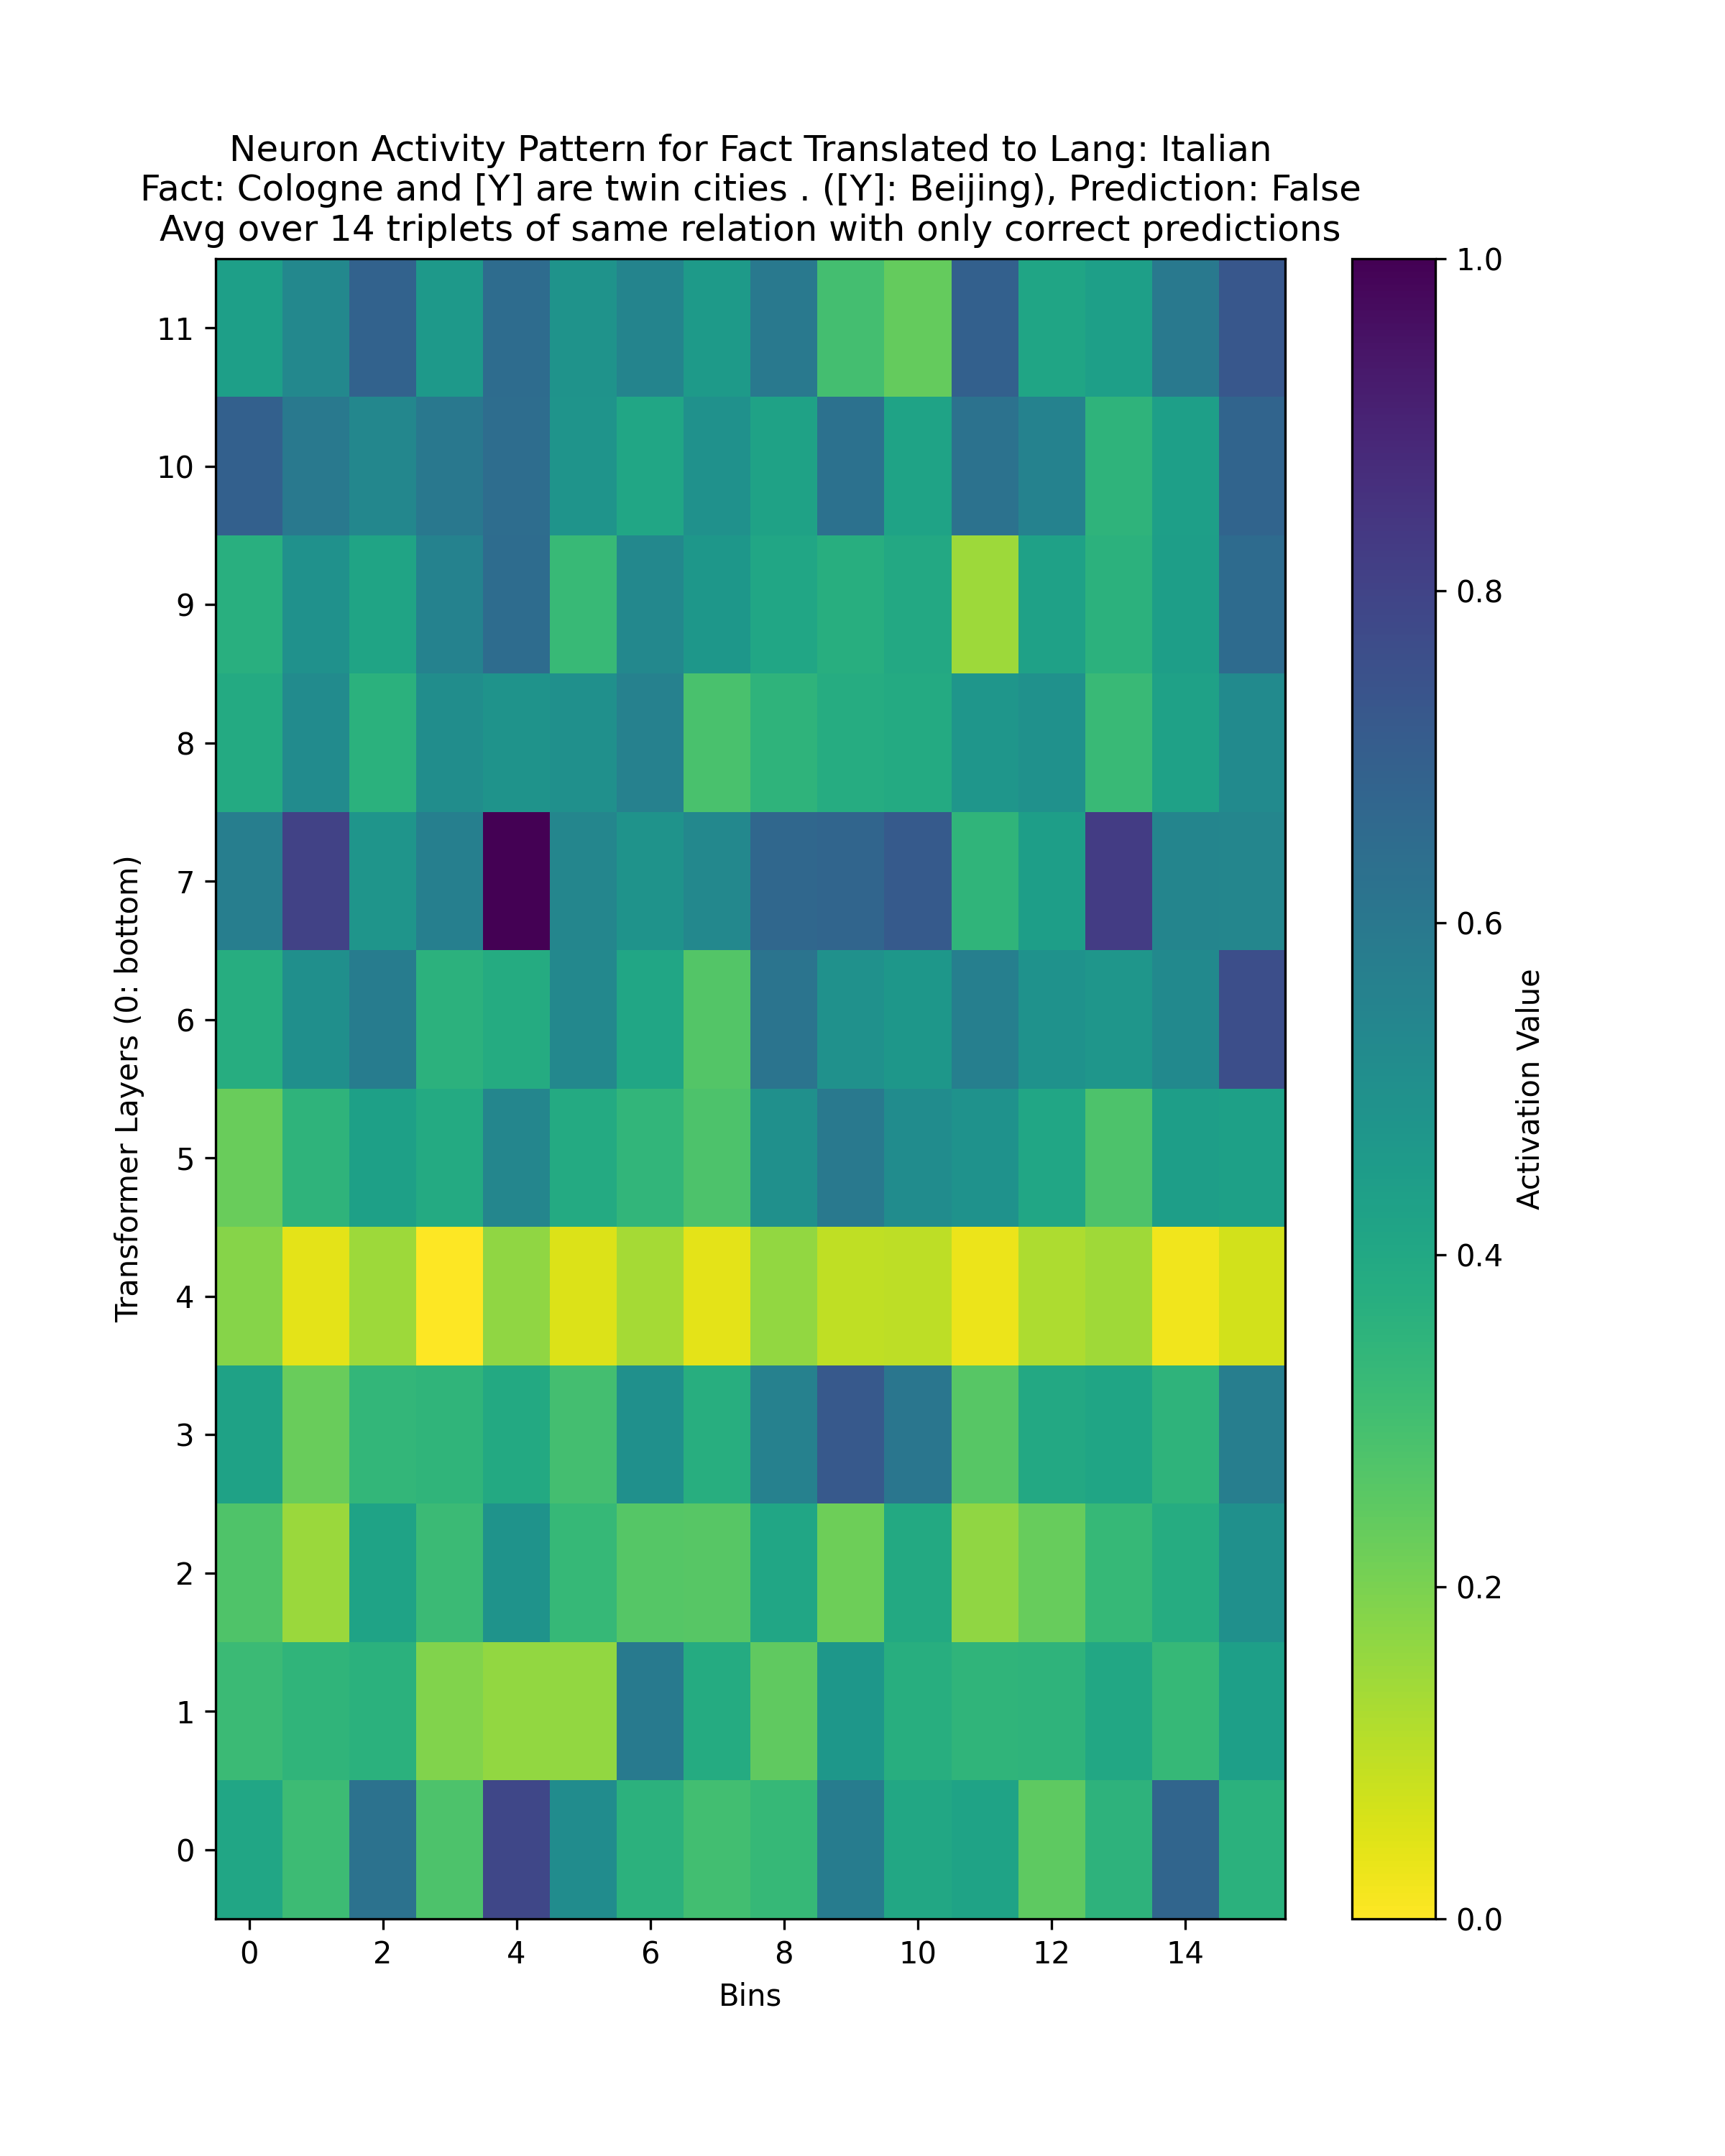 Neuron Activity Pattern for Fact Translated to Lang: Italian
Fact: Cologne and [Y] are twin cities . ([Y]: Beijing), Prediction: False
Avg over 14 triplets of same relation with only correct predictions
Transformer Layers (0: bottom)
11
10
9
8
7
6
5
4
3
2
1
0
0 2 4 6 8 10 12 14
Bins
1.0
0.8
0.6
0.4
0.2
0.0
Activation Value